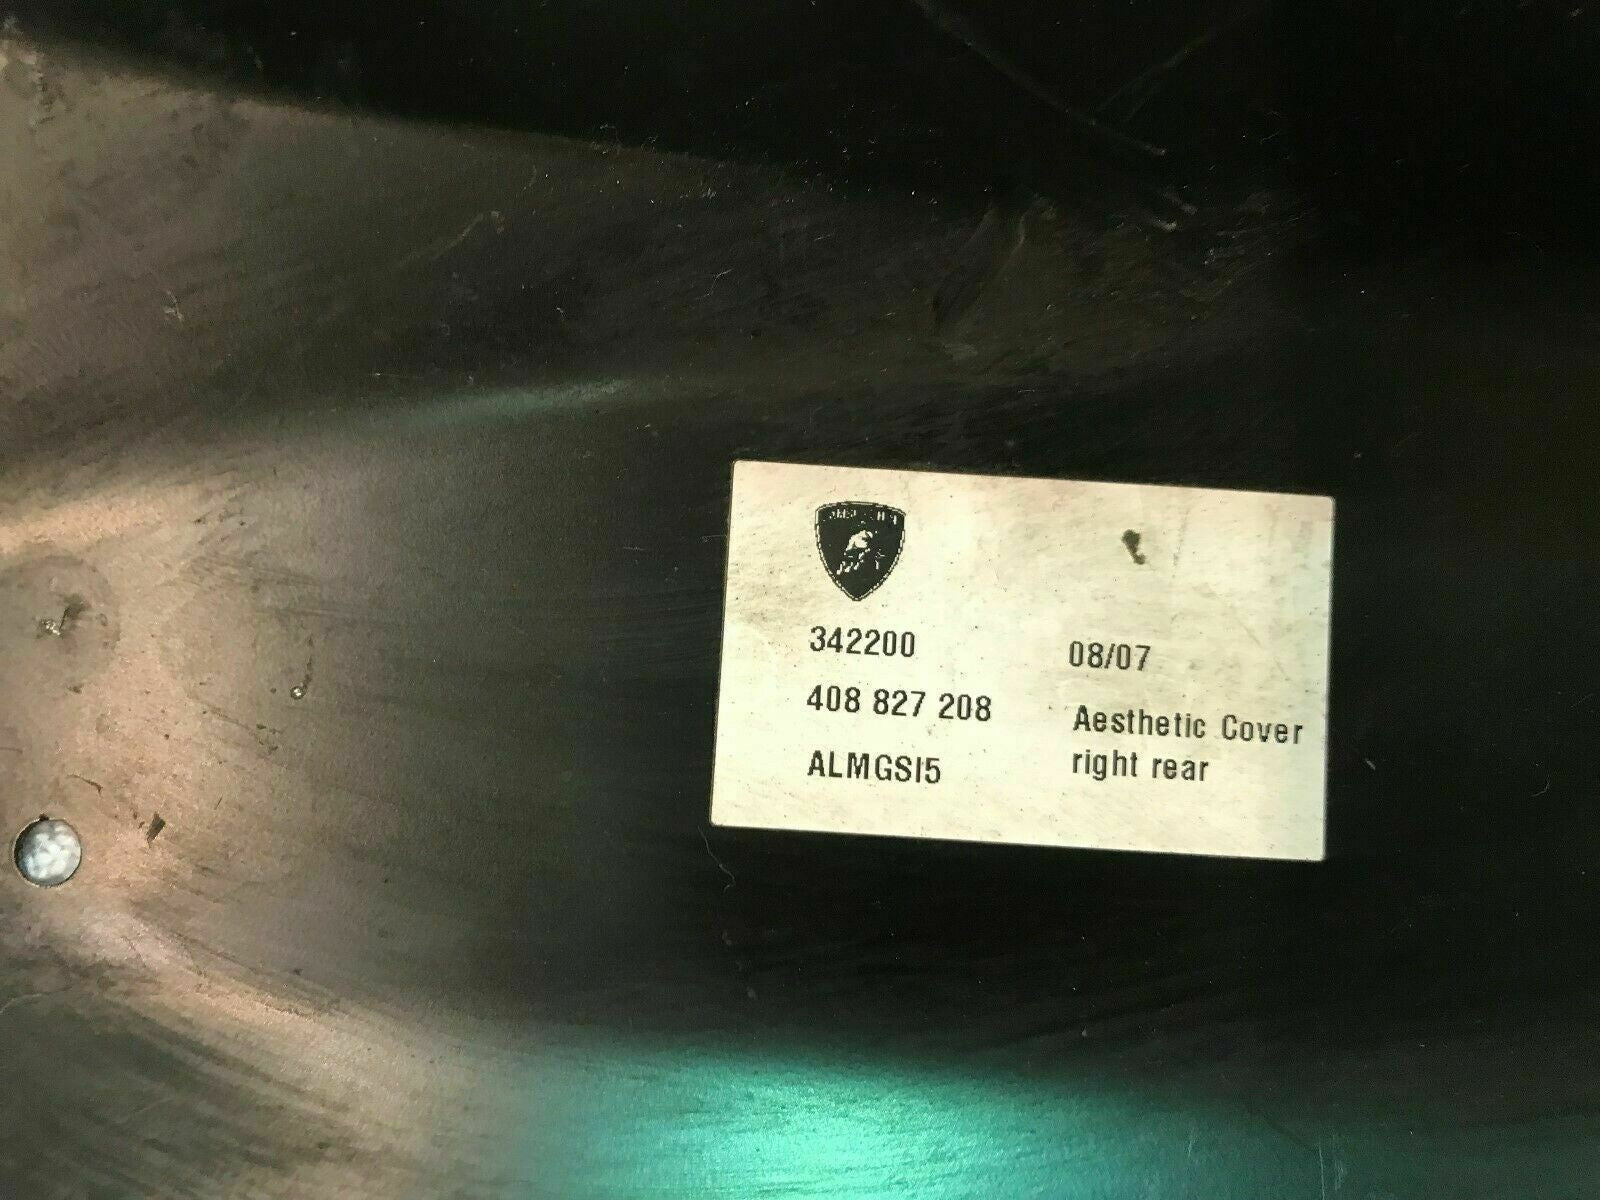 342200 08/07
408 827 208 Aesthetic Cover
ALMGSI5 right rear